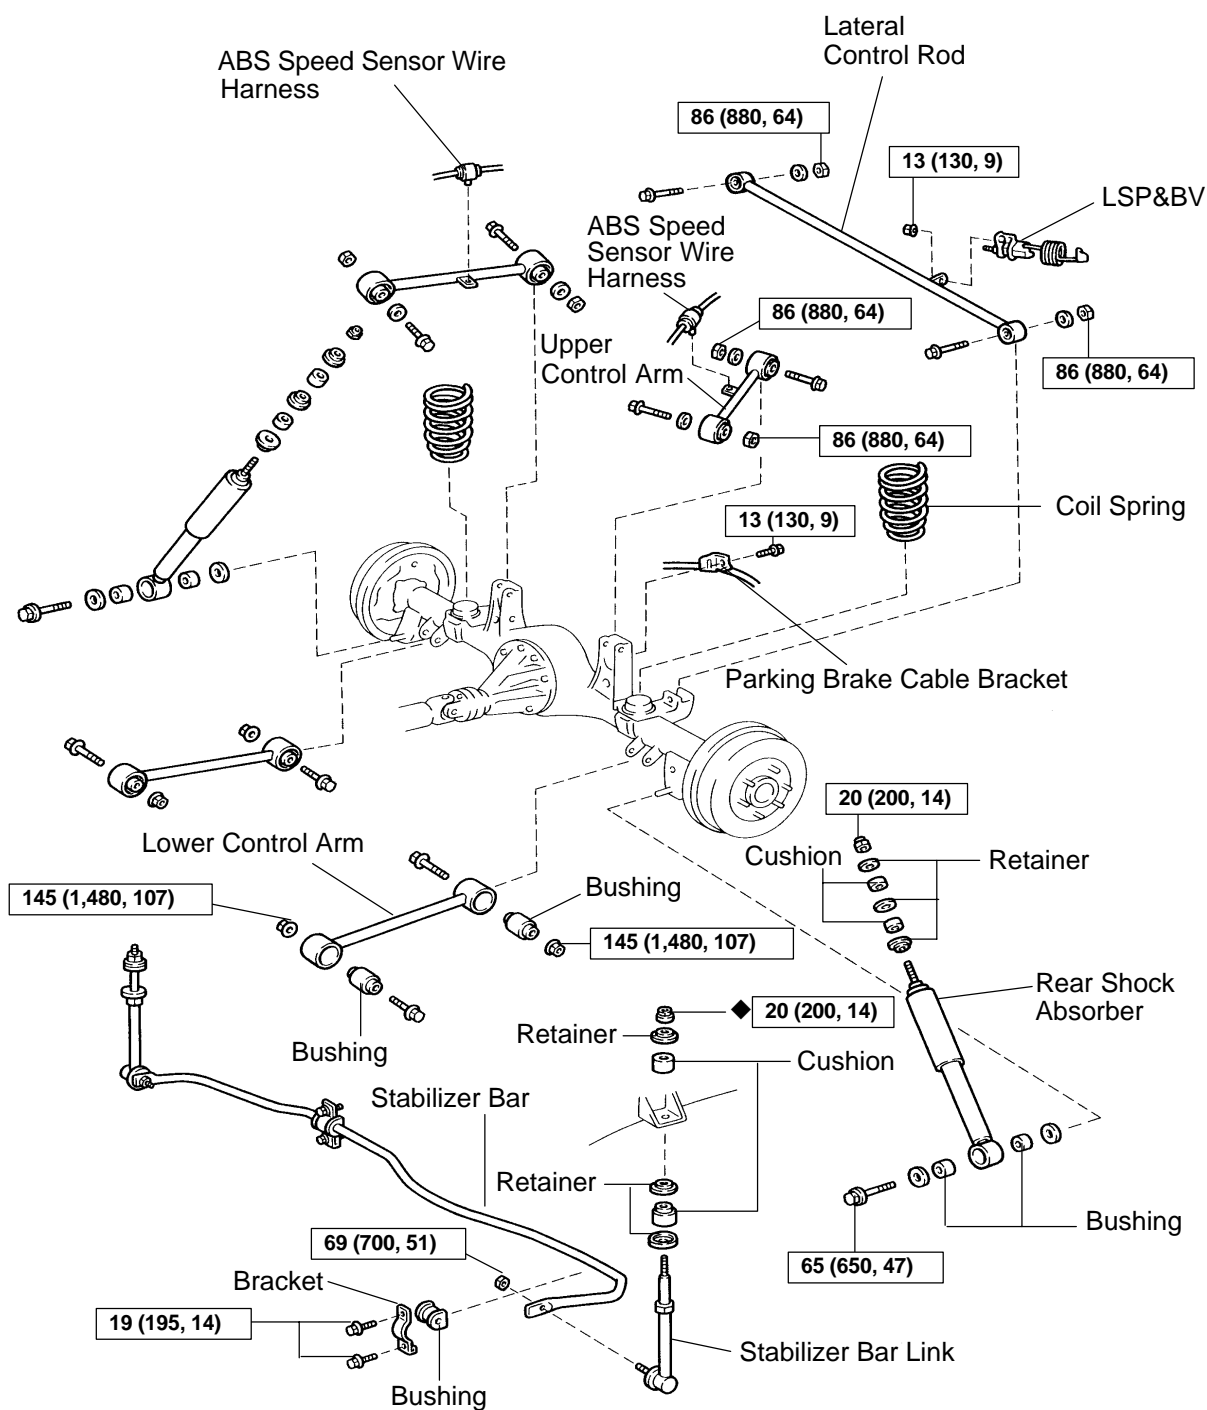 Lateral
Control Rod
ABS Speed Sensor Wire
Harness
86 (880, 64)
13 (130, 9)
LSP&BV
ABS Speed
Sensor Wire
Harness
86 (880, 64)
Upper
Control Arm
86 (880, 64)
86 (880, 64)
Coil Spring
13 (130, 9)
Parking Brake Cable Bracket
20 (200, 14)
Lower Control Arm
Cushion
Retainer
Bushing
145 (1,480, 107)
145 (1,480, 107)
Rear Shock
Absorber
20 (200, 14)
Retainer
Bushing
Cushion
Stabilizer Bar
Retainer
Bushing
69 (700, 51)
65 (650, 47)
Bracket
19 (195, 14)
Stabilizer Bar Link
Bushing